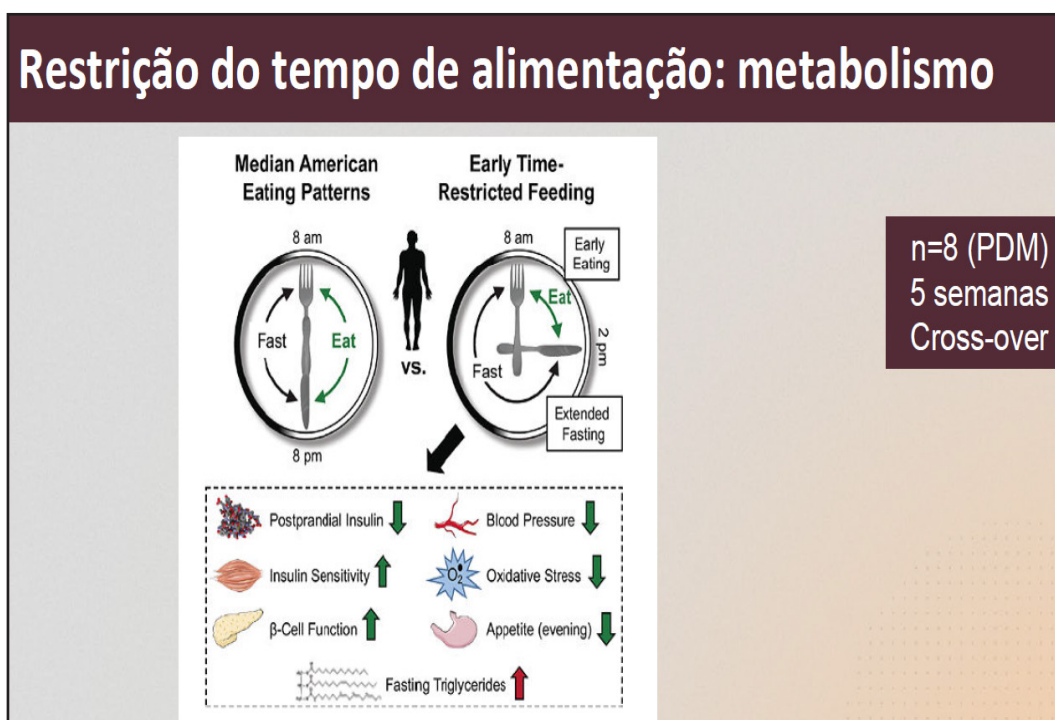 Restrição do tempo de alimentação: metabolismo
Median American
Eating Patterns
8 am
Fast
Eat
8 pm
vs.
Early Time-
Restricted Feeding
8 am
Early
Eating
Eat
2 pm
Fast
Extended
Fasting
n=8 (PDM)
5 semanas
Cross-over
Postprandial Insulin
Blood Pressure
Insulin Sensitivity
O₂
Oxidative Stress
β-Cell Function
Appetite (evening)
Fasting Triglycerides